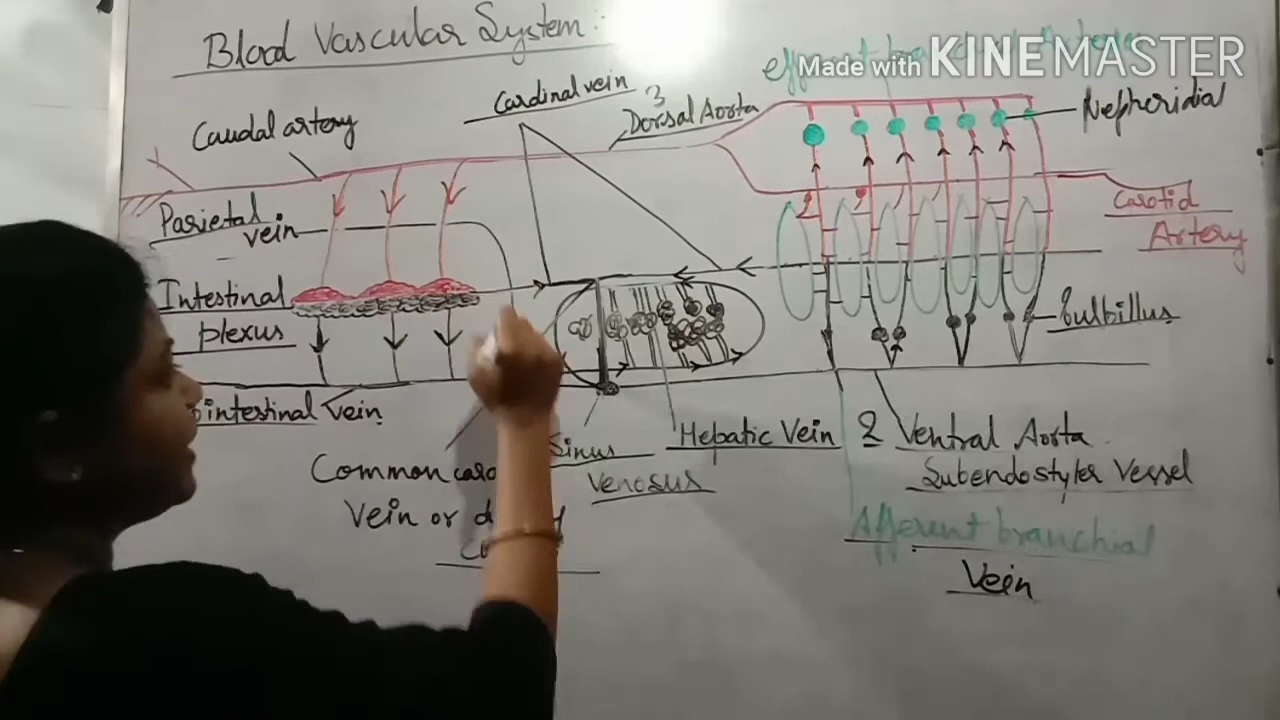 Blood Vascular System:
Made with KINEMASTER
Cardinal vein
3
Dorsal Aorta
Caudal artery
Nepheridial
Parietal
vein
Carotid
Artery
Intestinal
plexus
bulbillus
intestinal vein
Sinus
Venosus
Hepatic Vein
2 Ventral Aorta
Subendostyler Vessel
Common
Vein or
Afferent branchial
Vein